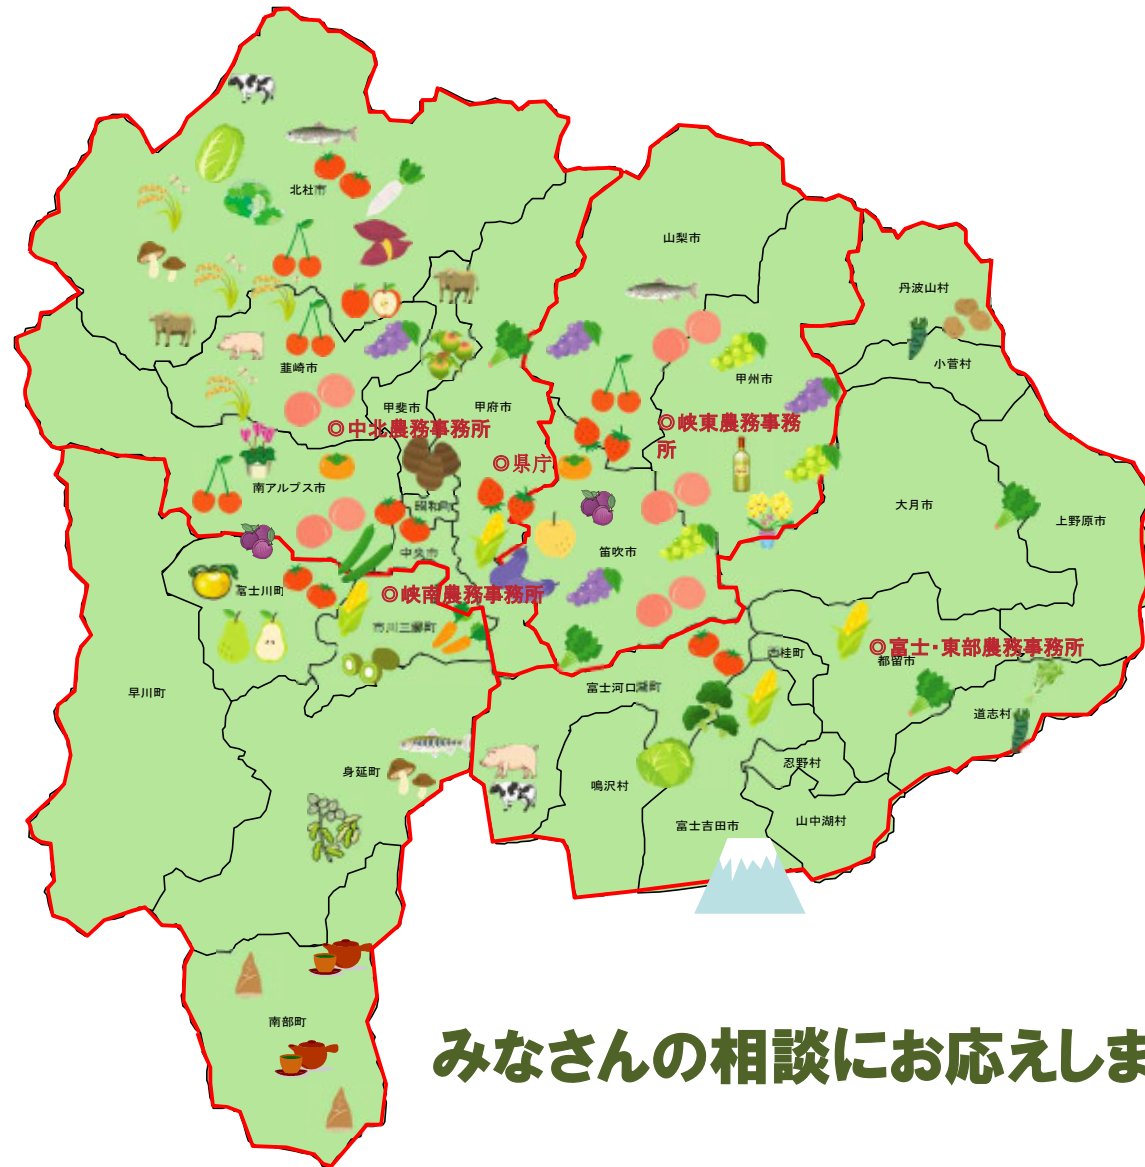 北杜市
山梨市
丹波山村
小菅村
韮崎市
甲州市
甲斐市
甲府市
◎中北農務事務所
◎峡東農務事務
所
◎県庁
南アルプス市
昭和町
大月市
上野原市
中央市
笛吹市
富士川町
◎峡南農務事務所
市川三郷町
◎富士・東部農務事務所
西桂町
都留市
早川町
富士河口湖町
道志村
身延町
忍野村
鳴沢村
富士吉田市
山中湖村
南部町
みなさんの相談にお応えしま